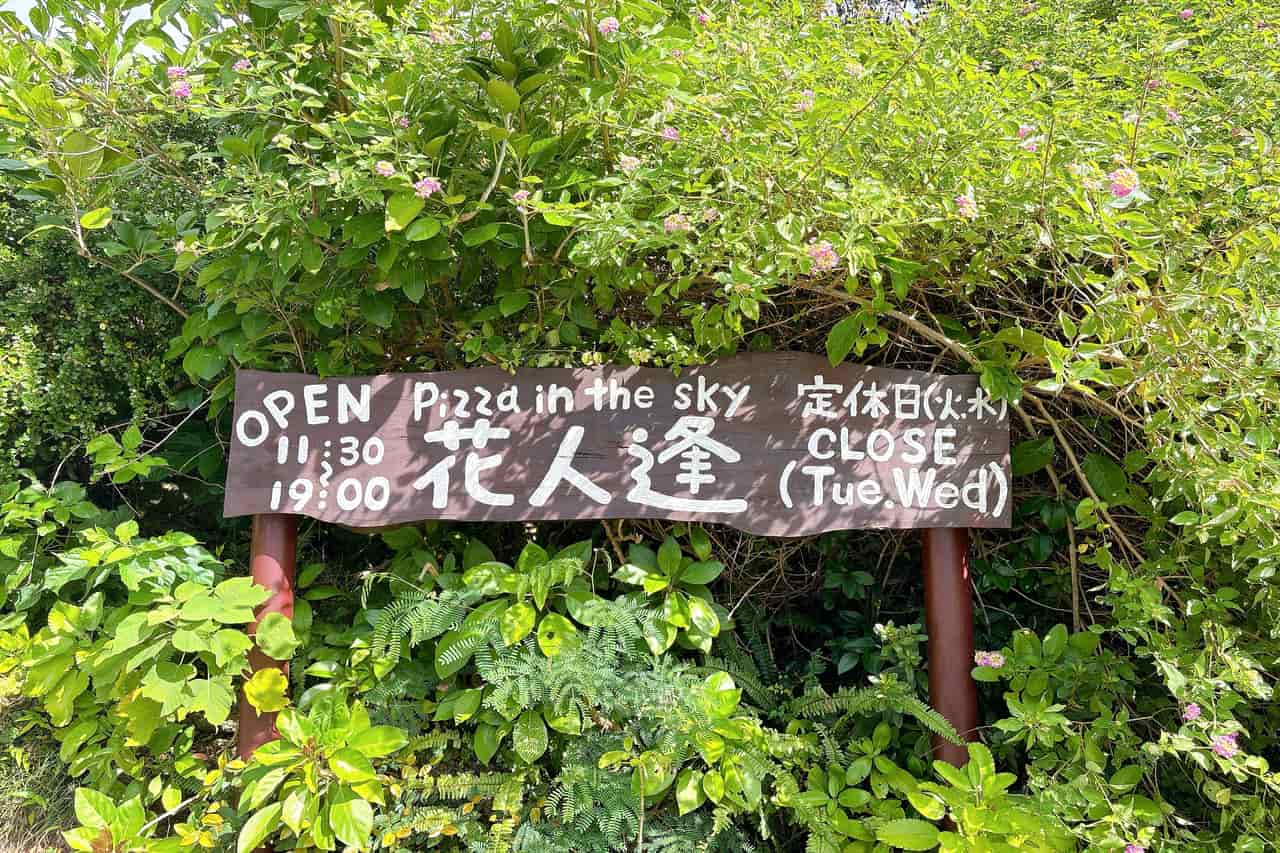 OPEN
11:30
~
19:00
Pizza in the sky
花人逢
定休日(火.水)
CLOSE
(Tue.Wed)